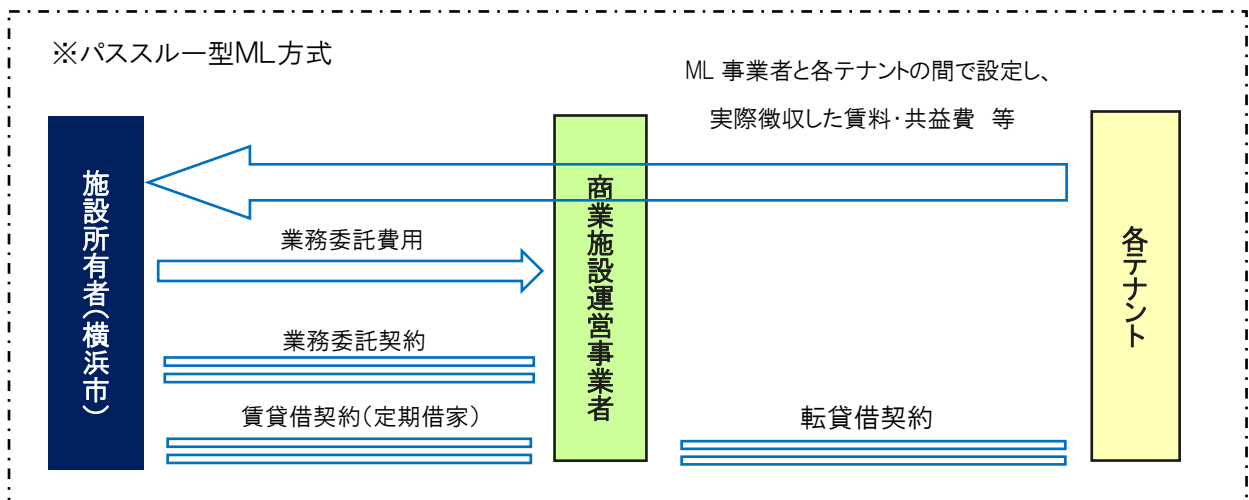 ※パススルー型ML方式
ML 事業者と各テナントの間で設定し、
実際徴収した賃料・共益費 等
施設所有者(横浜市)
商業施設運営事業者
各テナント
業務委託費用
業務委託契約
賃貸借契約(定期借家)
転貸借契約